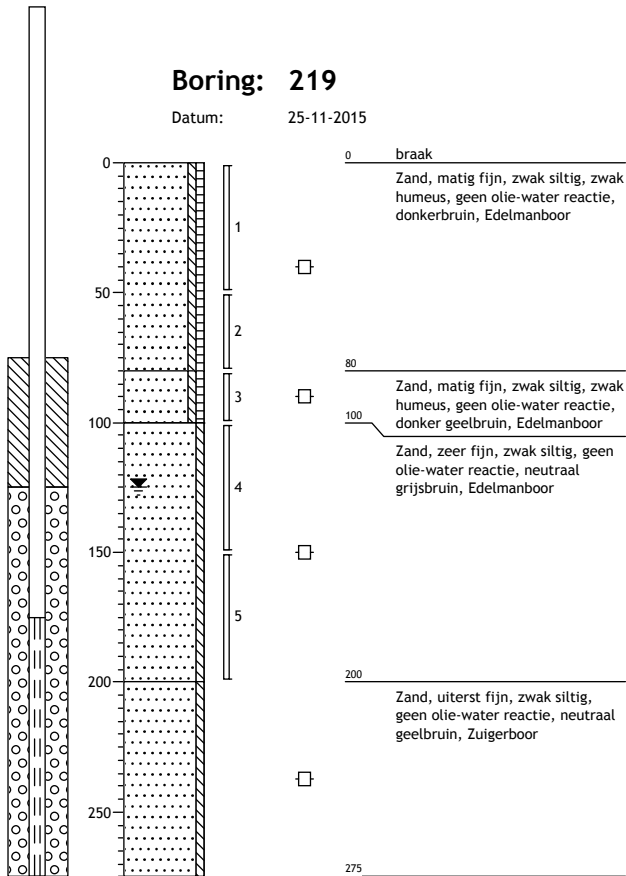 Boring: 219
Datum: 25-11-2015
0
50
100
150
200
250
1
2
3
4
5
0 braak
Zand, matig fijn, zwak siltig, zwak
humeus, geen olie-water reactie,
donkerbruin, Edelmanboor
80
Zand, matig fijn, zwak siltig, zwak
humeus, geen olie-water reactie,
donker geelbruin, Edelmanboor
100
Zand, zeer fijn, zwak siltig, geen
olie-water reactie, neutraal
grijsbruin, Edelmanboor
200
Zand, uiterst fijn, zwak siltig,
geen olie-water reactie, neutraal
geelbruin, Zuigerboor
275